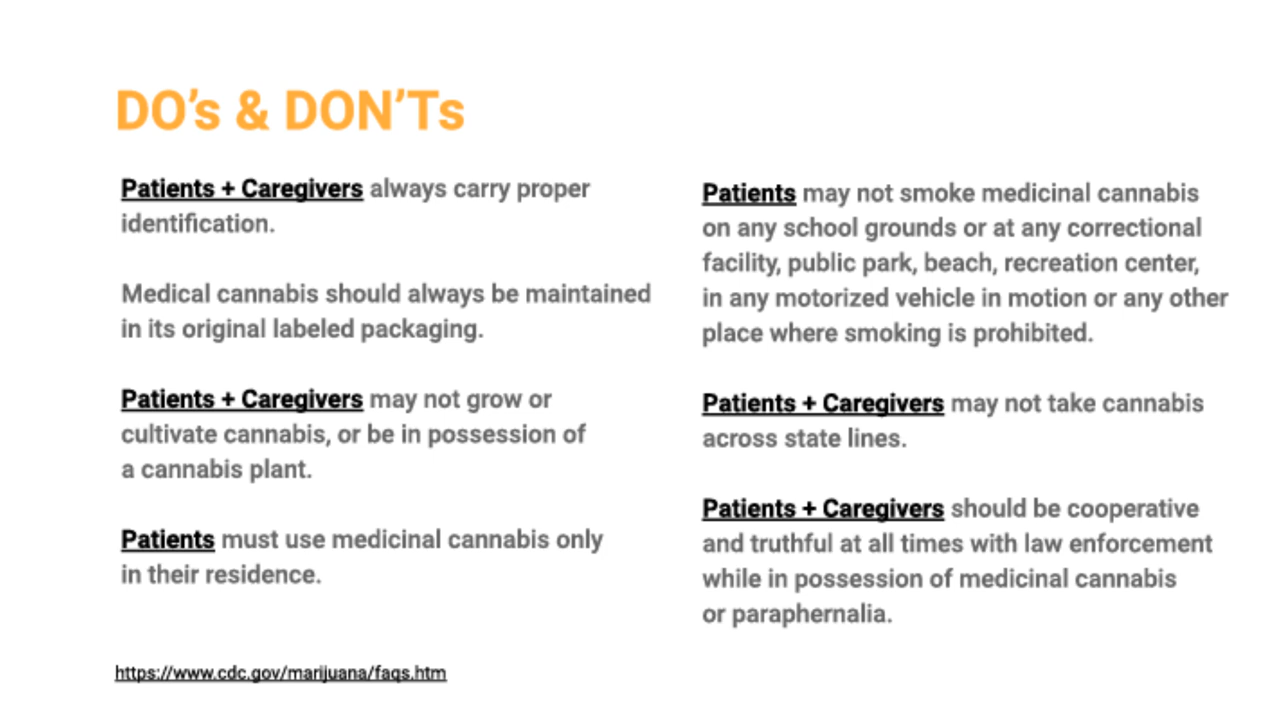 DO’s & DON’Ts
Patients + Caregivers always carry proper
identification.
Medical cannabis should always be maintained
in its original labeled packaging.
Patients + Caregivers may not grow or
cultivate cannabis, or be in possession of
a cannabis plant.
Patients must use medicinal cannabis only
in their residence.
Patients may not smoke medicinal cannabis
on any school grounds or at any correctional
facility, public park, beach, recreation center,
in any motorized vehicle in motion or any other
place where smoking is prohibited.
Patients + Caregivers may not take cannabis
across state lines.
Patients + Caregivers should be cooperative
and truthful at all times with law enforcement
while in possession of medicinal cannabis
or paraphernalia.
https://www.cdc.gov/marijuana/faqs.htm